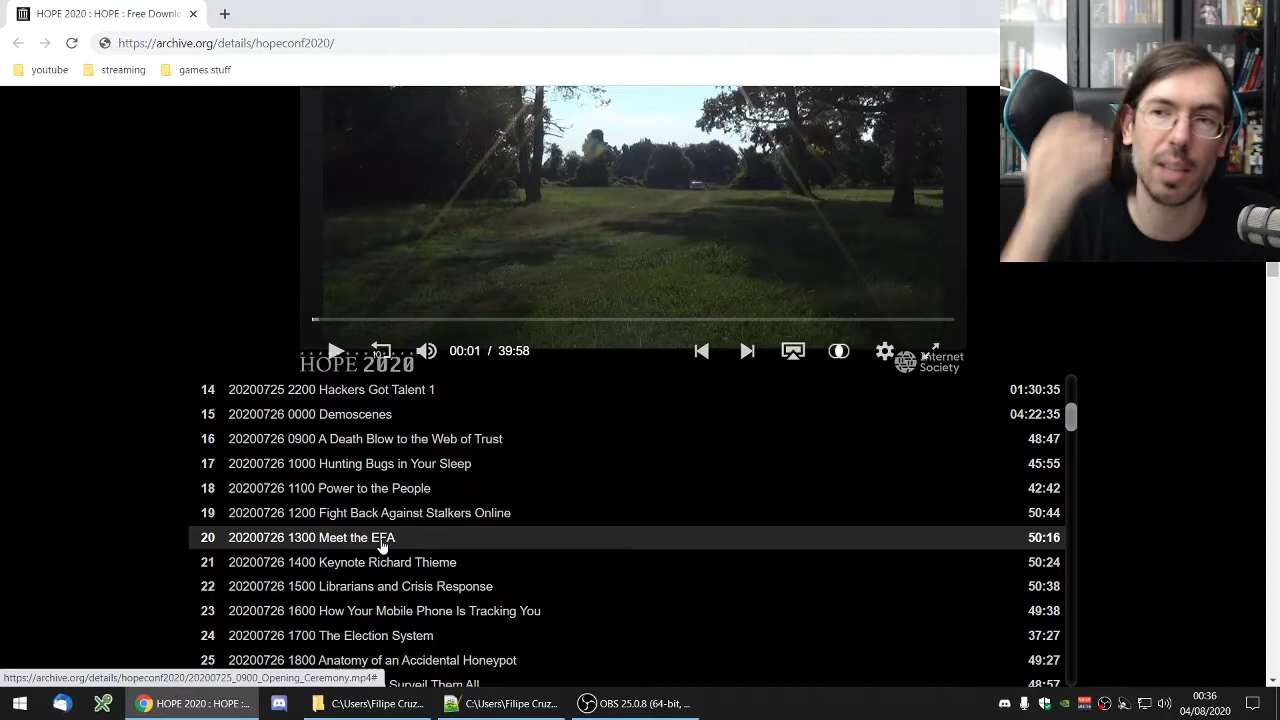 HOPE 2020 : HOPE : Free Downl
https://archive.org/details/hopeconf2020/
youtube
streaming
games stuff
00:01 / 39:58
HOPE 2020
Internet Society
14 20200725 2200 Hackers Got Talent 1 01:30:35
15 20200726 0000 Demoscenes 04:22:35
16 20200726 0900 A Death Blow to the Web of Trust 48:47
17 20200726 1000 Hunting Bugs in Your Sleep 45:55
18 20200726 1100 Power to the People 42:42
19 20200726 1200 Fight Back Against Stalkers Online 50:44
20 20200726 1300 Meet the EFA 50:16
21 20200726 1400 Keynote Richard Thieme 50:24
22 20200726 1500 Librarians and Crisis Response 50:38
23 20200726 1600 How Your Mobile Phone Is Tracking You 49:38
24 20200726 1700 The Election System 37:27
25 20200726 1800 Anatomy of an Accidental Honeypot 49:27
Surveil Them All 48:57
https://archive.org/details/hopeconf2020/20200725_0900_Opening_Ceremony.mp4#
HOPE 2020 : HOPE :...
C:\Users\Filipe Cruz...
C:\Users\Filipe Cruz...
OBS 25.0.8 (64-bit, ...
00:36
04/08/2020